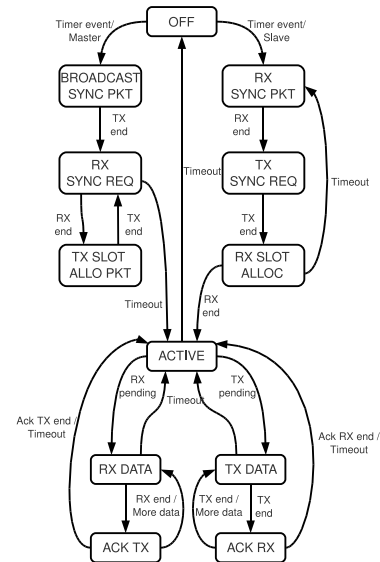 OFF
Timer event/
Master
Timer event/
Slave
BROADCAST
SYNC PKT
RX
SYNC PKT
TX
end
RX
end
RX
SYNC REQ
TX
SYNC REQ
Timeout
Timeout
RX
end
TX
end
TX
end
TX SLOT
ALLO PKT
RX SLOT
ALLOC
Timeout
RX
end
ACTIVE
RX
pending
TX
pending
Timeout
Ack TX end /
Timeout
Ack RX end /
Timeout
RX DATA
TX DATA
RX end /
More data
TX end /
More data
TX
end
ACK TX
ACK RX